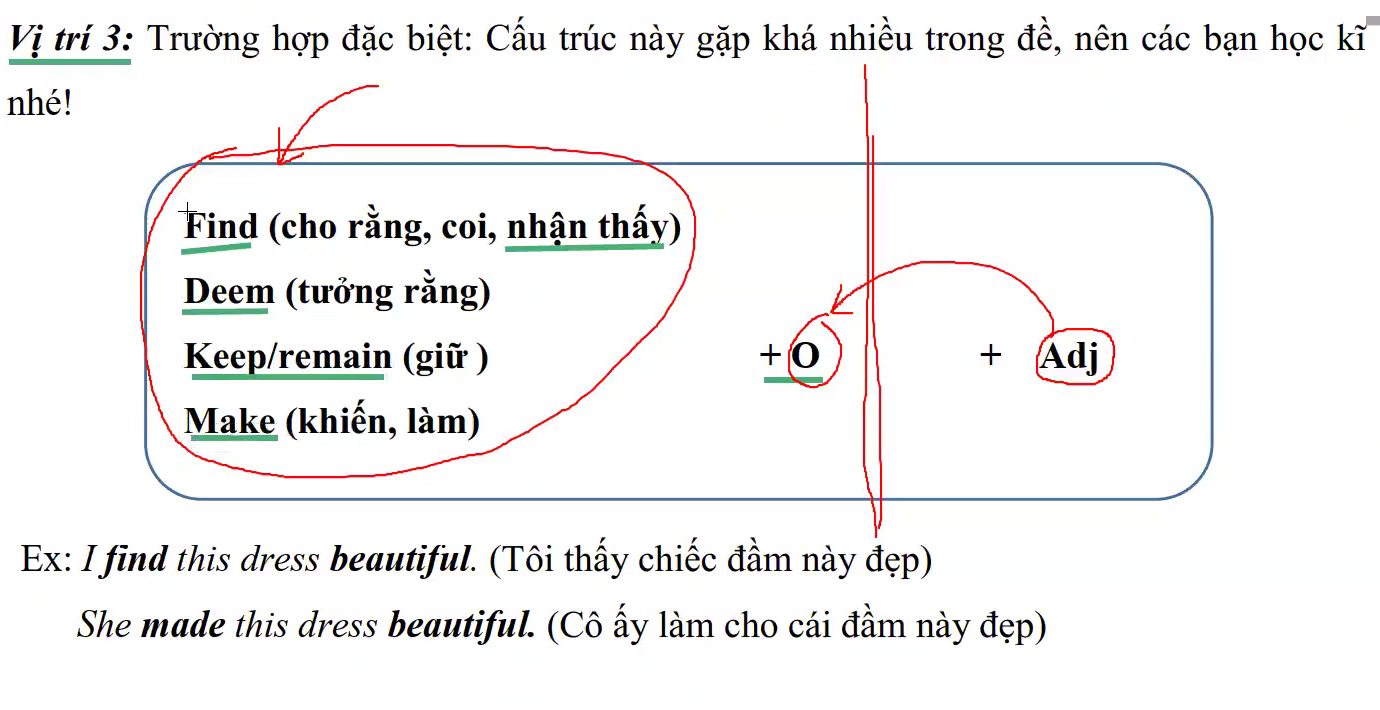 Vị trí 3: Trường hợp đặc biệt: Cấu trúc này gặp khá nhiều trong đề, nên các bạn học kĩ
nhé!
Find (cho rằng, coi, nhận thấy)
Deem (tưởng rằng)
Keep/remain (giữ )
+ O + Adj
Make (khiến, làm)
Ex: I find this dress beautiful. (Tôi thấy chiếc đầm này đẹp)
She made this dress beautiful. (Cô ấy làm cho cái đầm này đẹp)